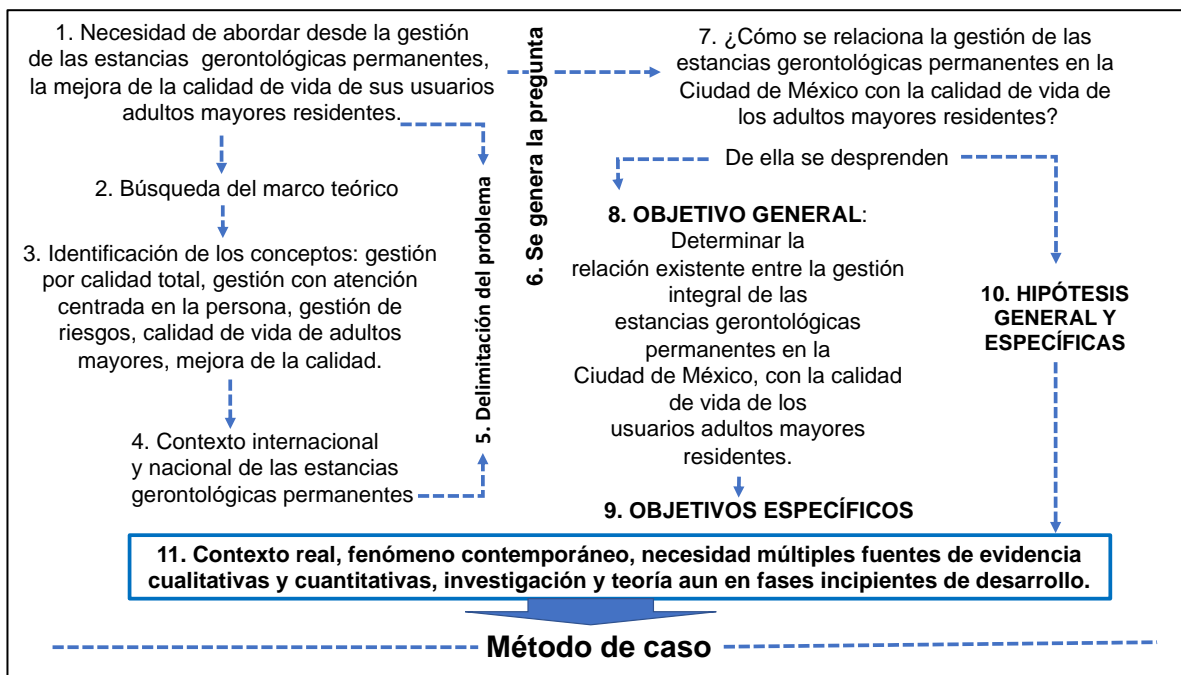 1. Necesidad de abordar desde la gestión
de las estancias gerontológicas permanentes,
la mejora de la calidad de vida de sus usuarios
adultos mayores residentes.
2. Búsqueda del marco teórico
3. Identificación de los conceptos: gestión
por calidad total, gestión con atención
centrada en la persona, gestión de
riesgos, calidad de vida de adultos
mayores, mejora de la calidad.
4. Contexto internacional
y nacional de las estancias
gerontológicas permanentes
5. Delimitación del problema
6. Se genera la pregunta
7. ¿Cómo se relaciona la gestión de las
estancias gerontológicas permanentes en la
Ciudad de México con la calidad de vida de
los adultos mayores residentes?
De ella se desprenden
8. OBJETIVO GENERAL:
Determinar la
relación existente entre la gestión
integral de las
estancias gerontológicas
permanentes en la
Ciudad de México, con la calidad
de vida de los
usuarios adultos mayores
residentes.
9. OBJETIVOS ESPECÍFICOS
10. HIPÓTESIS
GENERAL Y
ESPECÍFICAS
11. Contexto real, fenómeno contemporáneo, necesidad múltiples fuentes de evidencia
cualitativas y cuantitativas, investigación y teoría aun en fases incipientes de desarrollo.
Método de caso